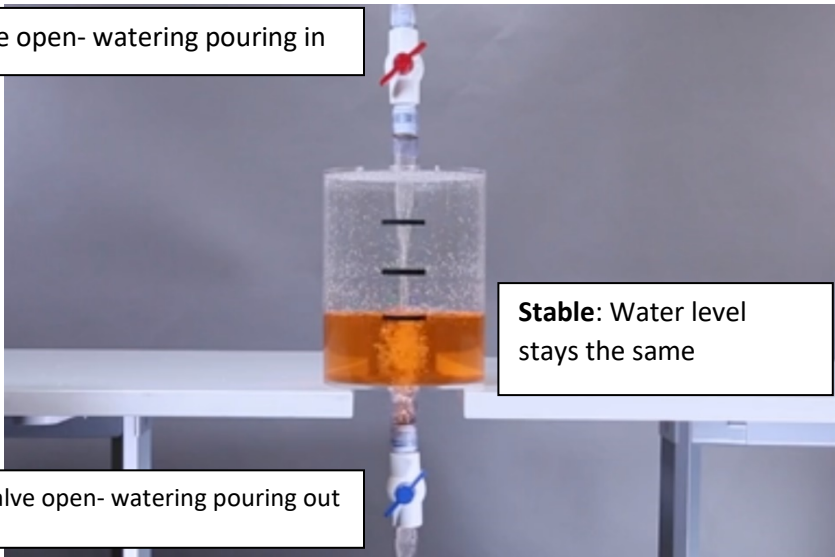 e open- watering pouring in
Stable: Water level
stays the same
alve open- watering pouring out